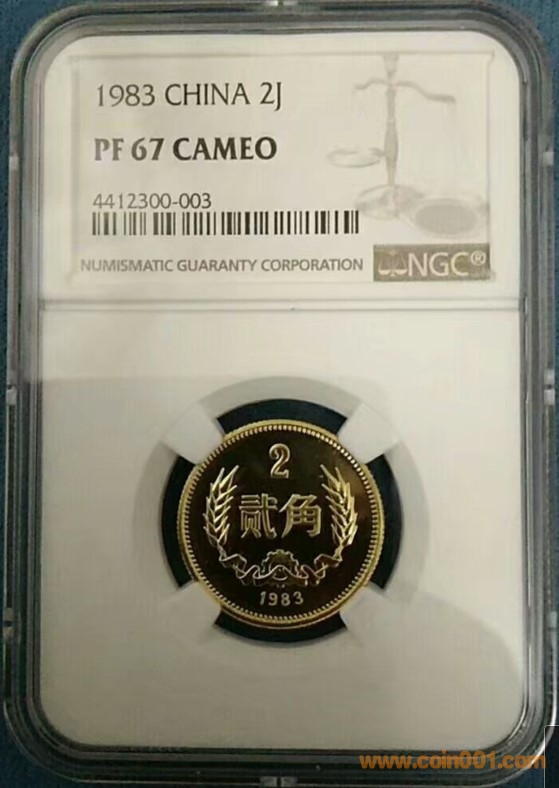 1983 CHINA 2J
PF 67 CAMEO
4412300-003
NUMISMATIC GUARANTY CORPORATION
NGC®
2
贰角
1983
www.coin001.com